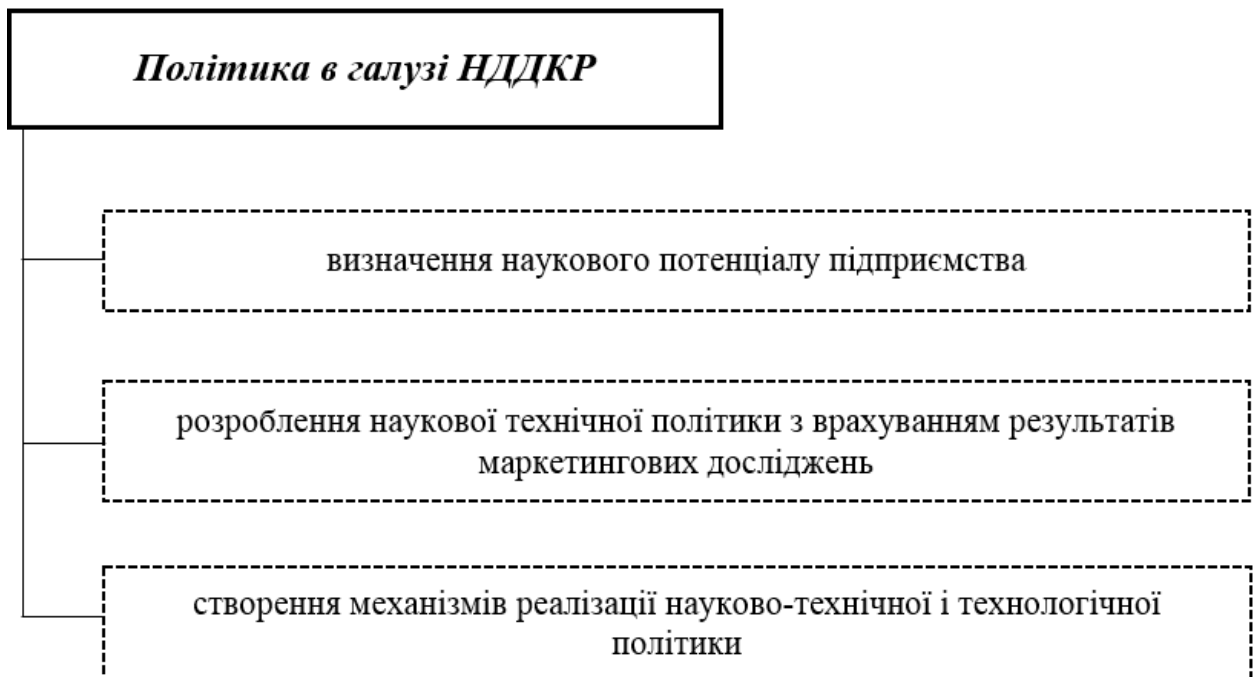 Політика в галузі НДДКР
визначення наукового потенціалу підприємства
розроблення наукової технічної політики з врахуванням результатів
маркетингових досліджень
створення механізмів реалізації науково-технічної і технологічної
політики